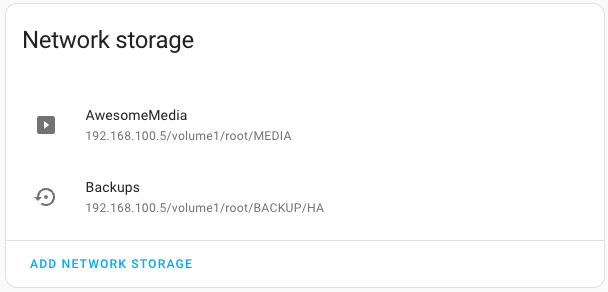 Network storage
AwesomeMedia
192.168.100.5/volume1/root/MEDIA
Backups
192.168.100.5/volume1/root/BACKUP/HA
ADD NETWORK STORAGE